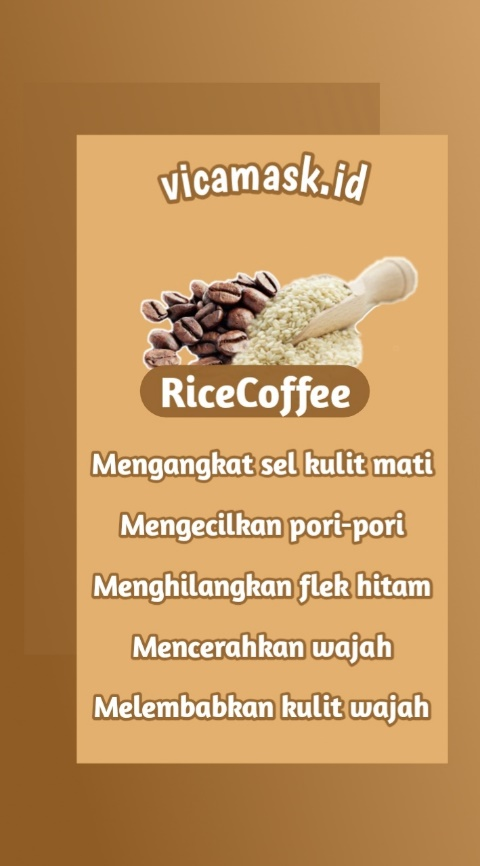 vicamask.id
RiceCoffee
Mengangkat sel kulit mati
Mengecilkan pori-pori
Menghilangkan flek hitam
Mencerahkan wajah
Melembabkan kulit wajah